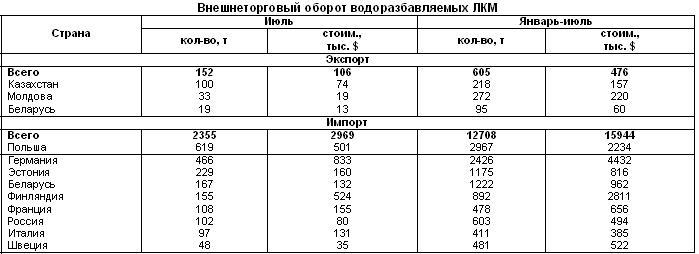 Внешнеторговый оборот водоразбавляемых ЛКМ
Страна Июль Январь-июль
кол-во, т стоим., тыс. $ кол-во, т стоим., тыс. $
Экспорт
Всего 152 106 605 476
Казахстан 100 74 218 157
Молдова 33 19 272 220
Беларусь 19 13 95 60
Импорт
Всего 2355 2969 12708 15944
Польша 619 501 2967 2234
Германия 466 833 2426 4432
Эстония 229 160 1175 816
Беларусь 167 132 1222 962
Финляндия 155 524 892 2811
Франция 108 155 478 656
Россия 102 80 603 494
Италия 97 131 411 385
Швеция 48 35 481 522